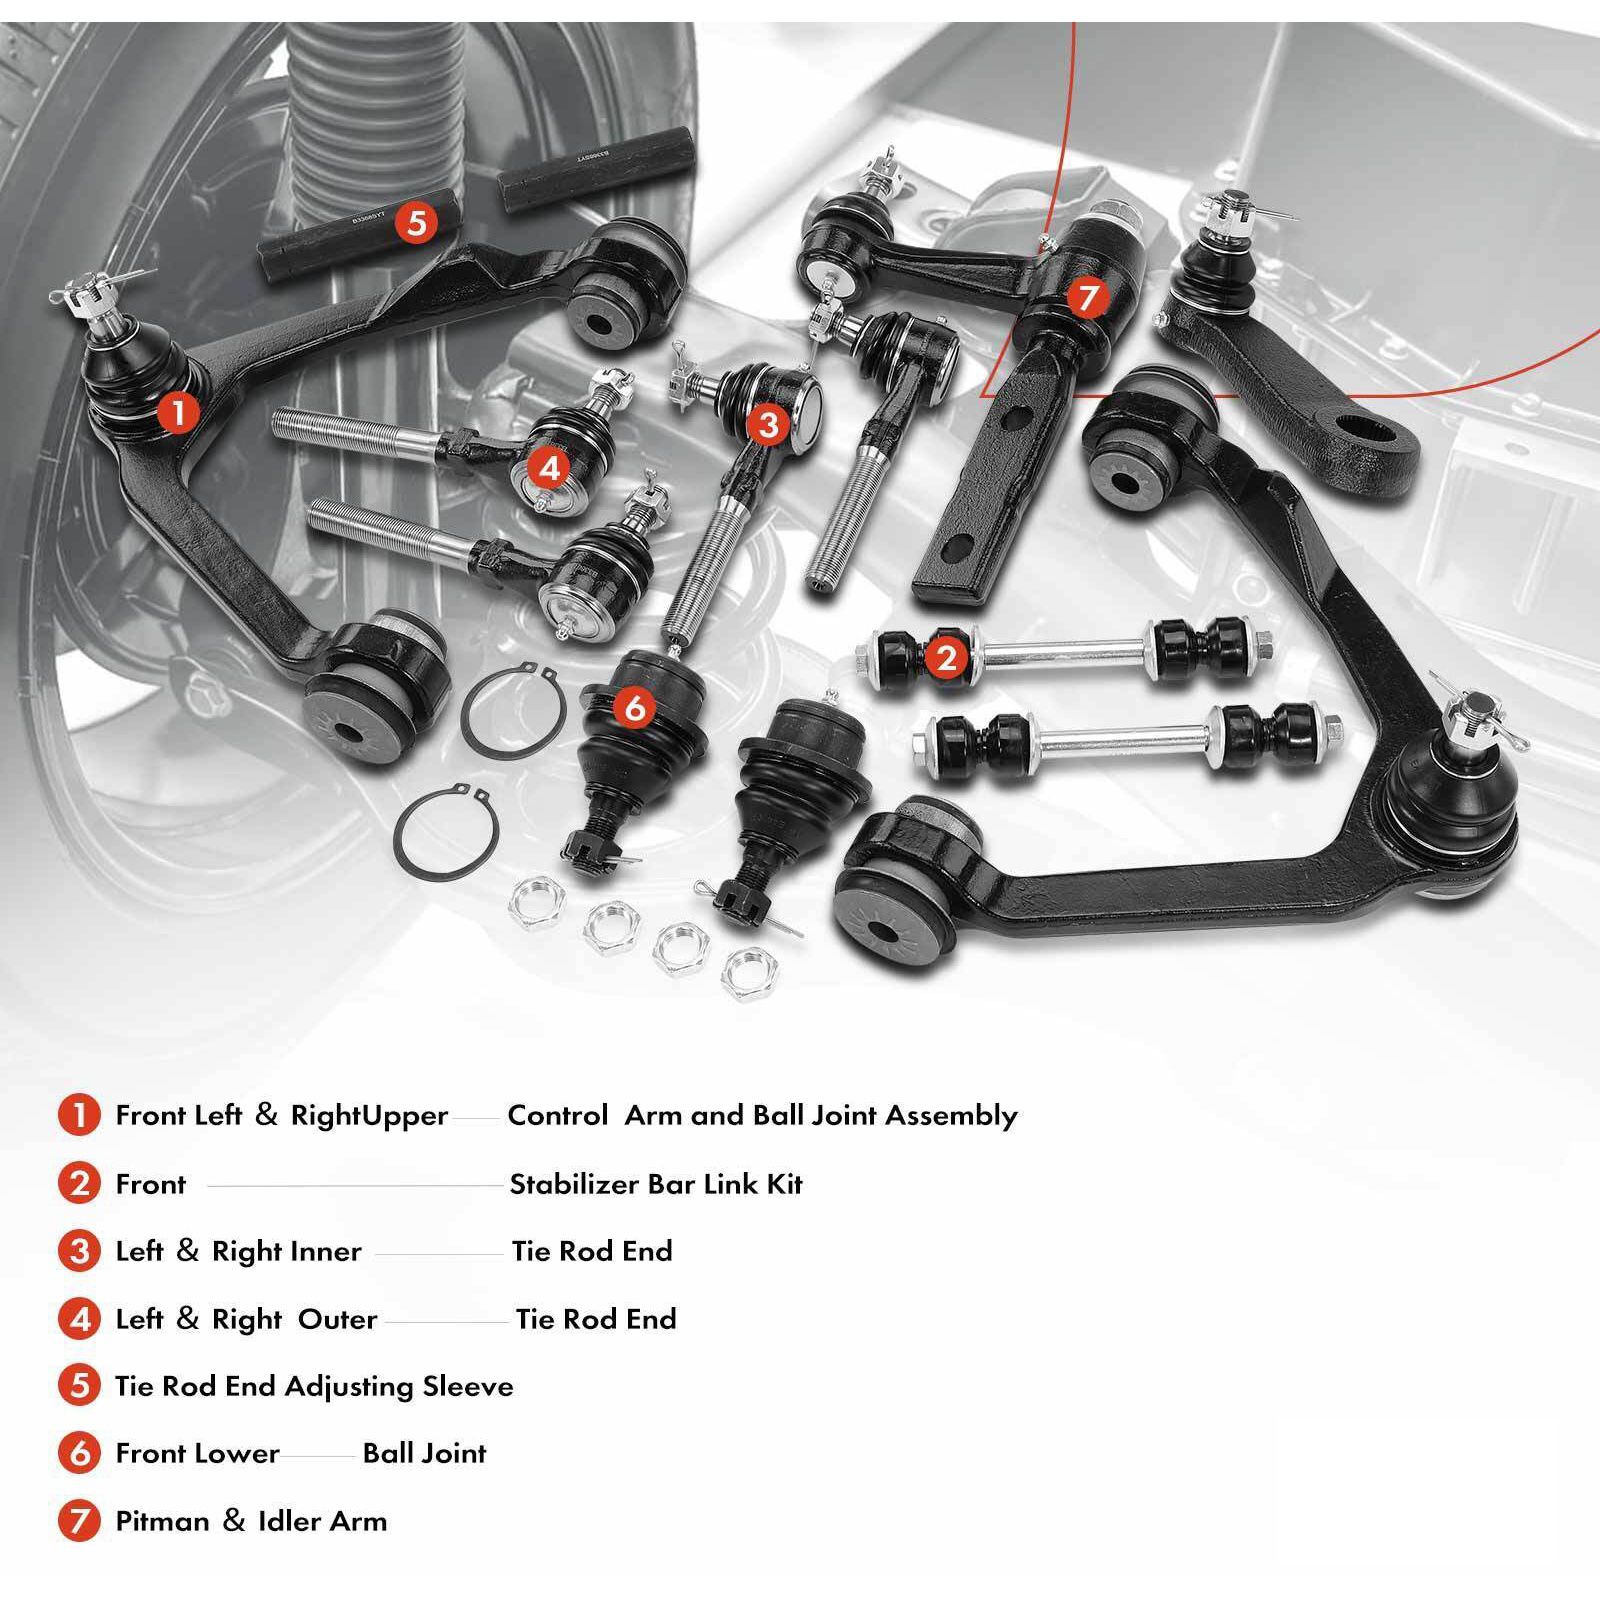 B3368SYT
B3368SYT
5
7
1
3
4
2
6
1 Front Left & RightUpper Control Arm and Ball Joint Assembly
2 Front Stabilizer Bar Link Kit
3 Left & Right Inner Tie Rod End
4 Left & Right Outer Tie Rod End
5 Tie Rod End Adjusting Sleeve
6 Front Lower Ball Joint
7 Pitman & Idler Arm